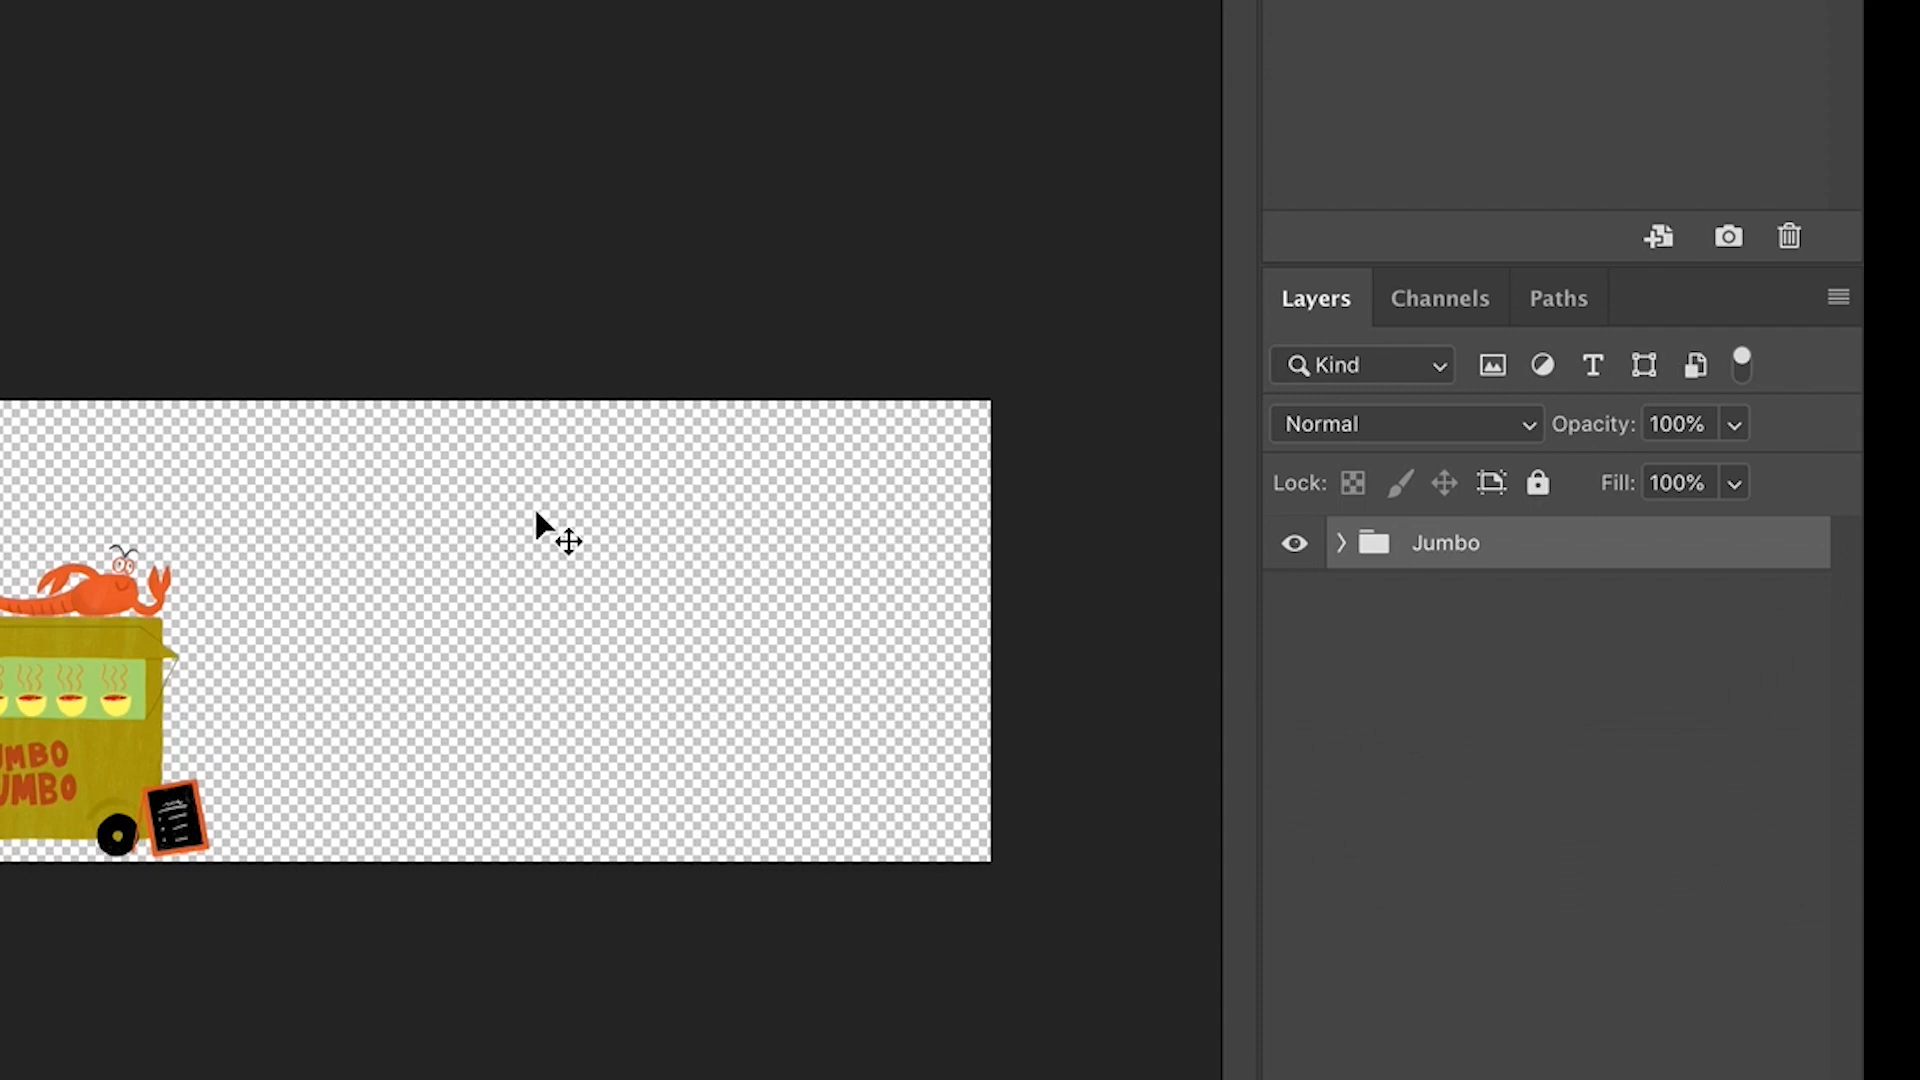 Layers Channels Paths
Kind
Normal Opacity: 100%
Lock: Fill: 100%
Jumbo
UMBO
UMBO